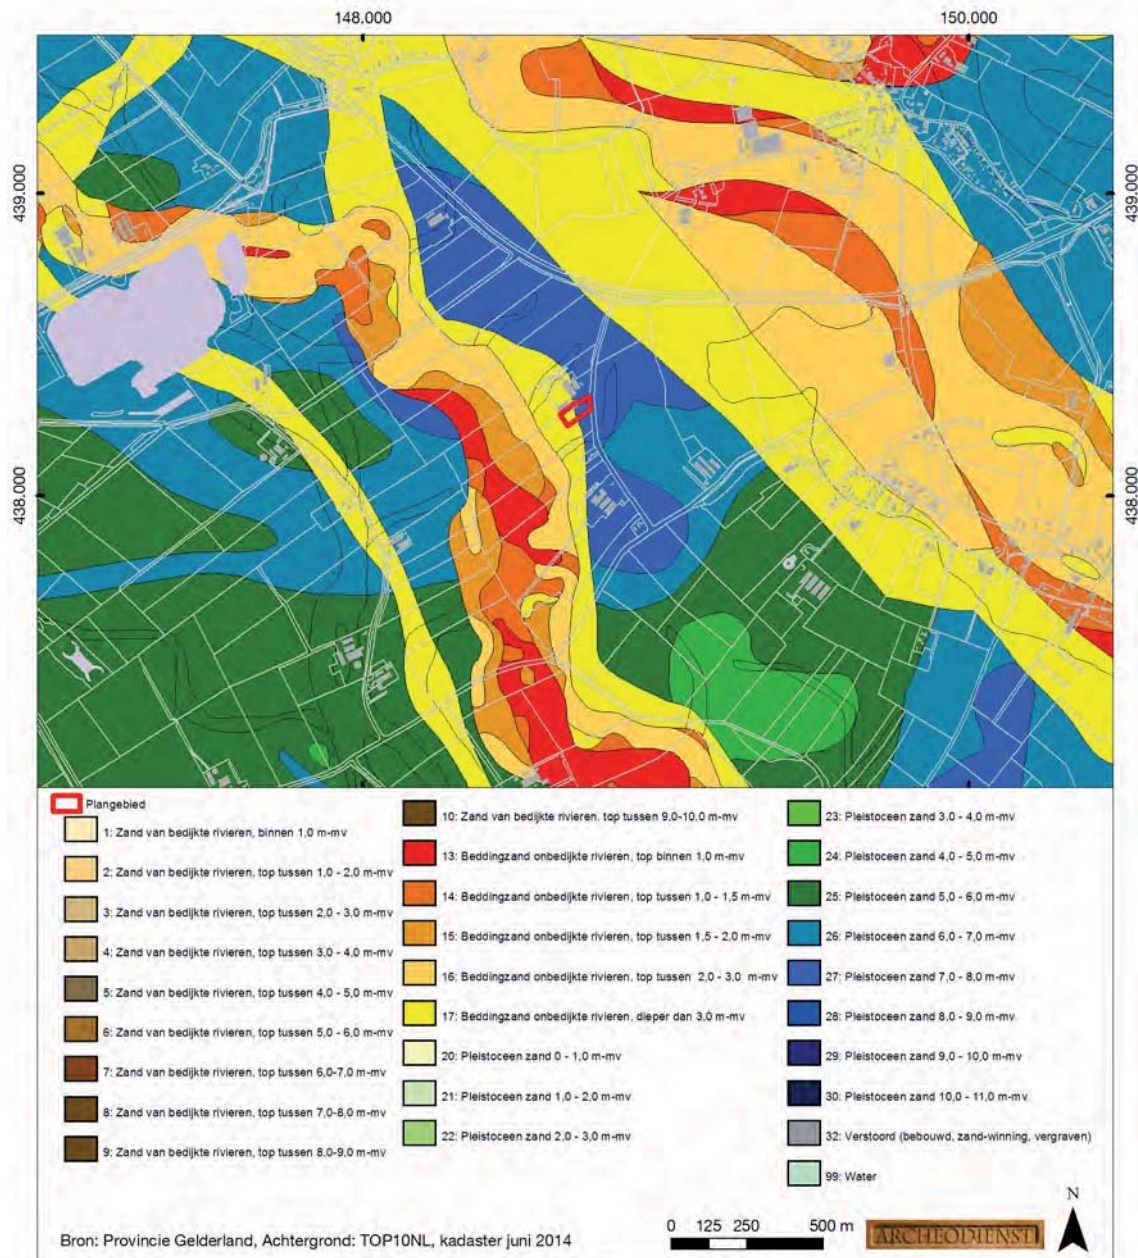 148.000
150.000
439.000
439.000
438.000
438.000
Plangebied
1: Zand van bedijkte rivieren, binnen 1,0 m-mv
2: Zand van bedijkte rivieren, top tussen 1,0 - 2,0 m-mv
3: Zand van bedijkte rivieren, top tussen 2,0 - 3,0 m-mv
4: Zand van bedijkte rivieren, top tussen 3,0 - 4,0 m-mv
5: Zand van bedijkte rivieren, top tussen 4,0 - 5,0 m-mv
6: Zand van bedijkte rivieren, top tussen 5,0 - 6,0 m-mv
7: Zand van bedijkte rivieren, top tussen 6,0-7,0 m-mv
8: Zand van bedijkte rivieren, top tussen 7,0-8,0 m-mv
9: Zand van bedijkte rivieren, top tussen 8,0-9,0 m-mv
10: Zand van bedijkte rivieren, top tussen 9,0-10,0 m-mv
13: Beddingzand onbedijkte rivieren, top binnen 1,0 m-mv
14: Beddingzand onbedijkte rivieren, top tussen 1,0 - 1,5 m-mv
15: Beddingzand onbedijkte rivieren, top tussen 1,5 - 2,0 m-mv
16: Beddingzand onbedijkte rivieren, top tussen 2,0 - 3,0 m-mv
17: Beddingzand onbedijkte rivieren, dieper dan 3,0 m-mv
20: Pleistoceen zand 0 - 1,0 m-mv
21: Pleistoceen zand 1,0 - 2,0 m-mv
22: Pleistoceen zand 2,0 - 3,0 m-mv
23: Pleistoceen zand 3,0 - 4,0 m-mv
24: Pleistoceen zand 4,0 - 5,0 m-mv
25: Pleistoceen zand 5,0 - 6,0 m-mv
26: Pleistoceen zand 6,0 - 7,0 m-mv
27: Pleistoceen zand 7,0 - 8,0 m-mv
28: Pleistoceen zand 8,0 - 9,0 m-mv
29: Pleistoceen zand 9,0 - 10,0 m-mv
30: Pleistoceen zand 10,0 - 11,0 m-mv
32: Verstoord (bebouwd, zand-winning, vergraven)
99: Water
Bron: Provincie Gelderland, Achtergrond: TOP10NL, kadaster juni 2014
0 125 250 500 m
ARCHEODIENST
N